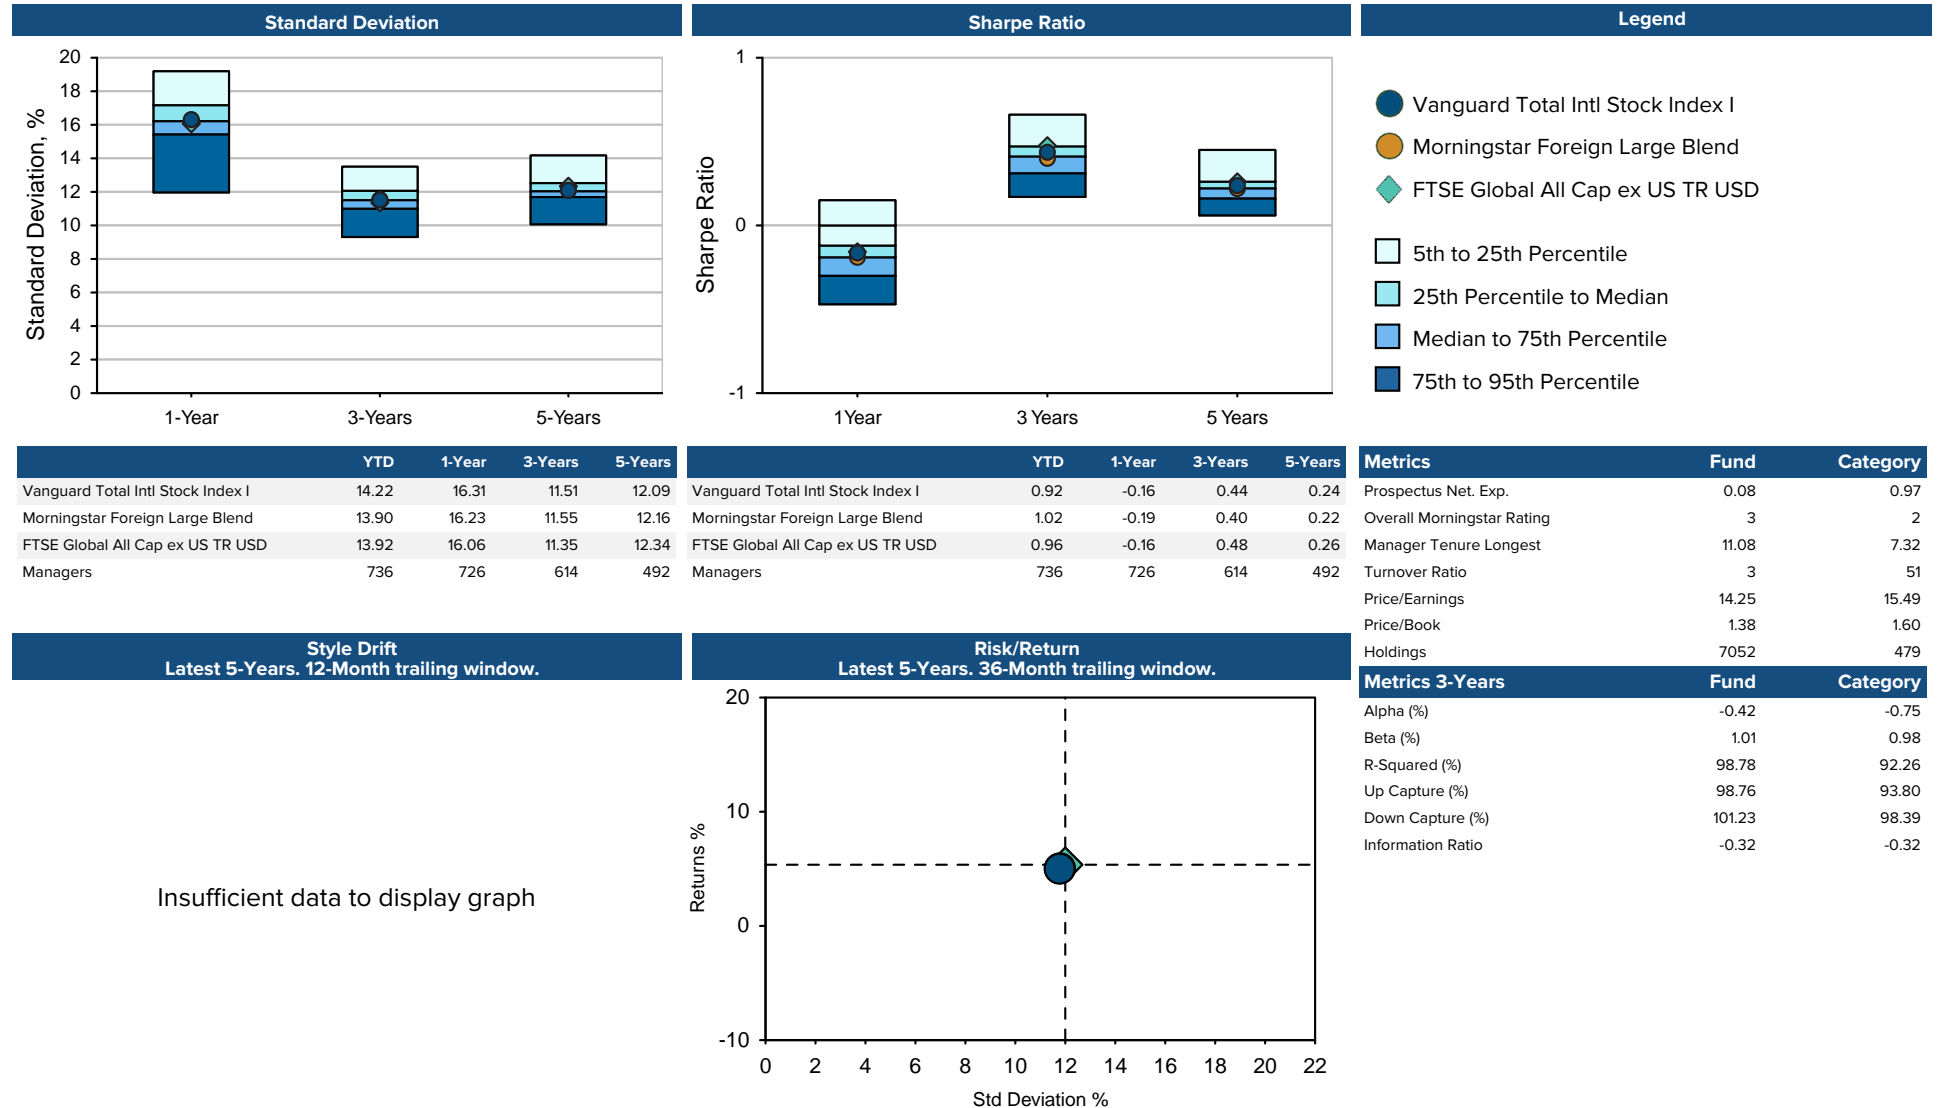 Standard Deviation
20
18
16
14
12
10
8
6
4
2
0
Standard Deviation, %
1-Year 3-Years 5-Years
YTD 1-Year 3-Years 5-Years
Vanguard Total Intl Stock Index I 14.22 16.31 11.51 12.09
Morningstar Foreign Large Blend 13.90 16.23 11.55 12.16
FTSE Global All Cap ex US TR USD 13.92 16.06 11.35 12.34
Managers 736 726 614 492
Sharpe Ratio
1
0
-1
Sharpe Ratio
1 Year 3 Years 5 Years
YTD 1-Year 3-Years 5-Years
Vanguard Total Intl Stock Index I 0.92 -0.16 0.44 0.24
Morningstar Foreign Large Blend 1.02 -0.19 0.40 0.22
FTSE Global All Cap ex US TR USD 0.96 -0.16 0.48 0.26
Managers 736 726 614 492
Legend
Vanguard Total Intl Stock Index I
Morningstar Foreign Large Blend
FTSE Global All Cap ex US TR USD
5th to 25th Percentile
25th Percentile to Median
Median to 75th Percentile
75th to 95th Percentile
Metrics Fund Category
Prospectus Net. Exp. 0.08 0.97
Overall Morningstar Rating 3 2
Manager Tenure Longest 11.08 7.32
Turnover Ratio 3 51
Price/Earnings 14.25 15.49
Price/Book 1.38 1.60
Holdings 7052 479
Metrics 3-Years Fund Category
Alpha (%) -0.42 -0.75
Beta (%) 1.01 0.98
R-Squared (%) 98.78 92.26
Up Capture (%) 98.76 93.80
Down Capture (%) 101.23 98.39
Information Ratio -0.32 -0.32
Style Drift
Latest 5-Years. 12-Month trailing window.
Insufficient data to display graph
Risk/Return
Latest 5-Years. 36-Month trailing window.
20
10
0
-10
Returns %
0 2 4 6 8 10 12 14 16 18 20 22
Std Deviation %